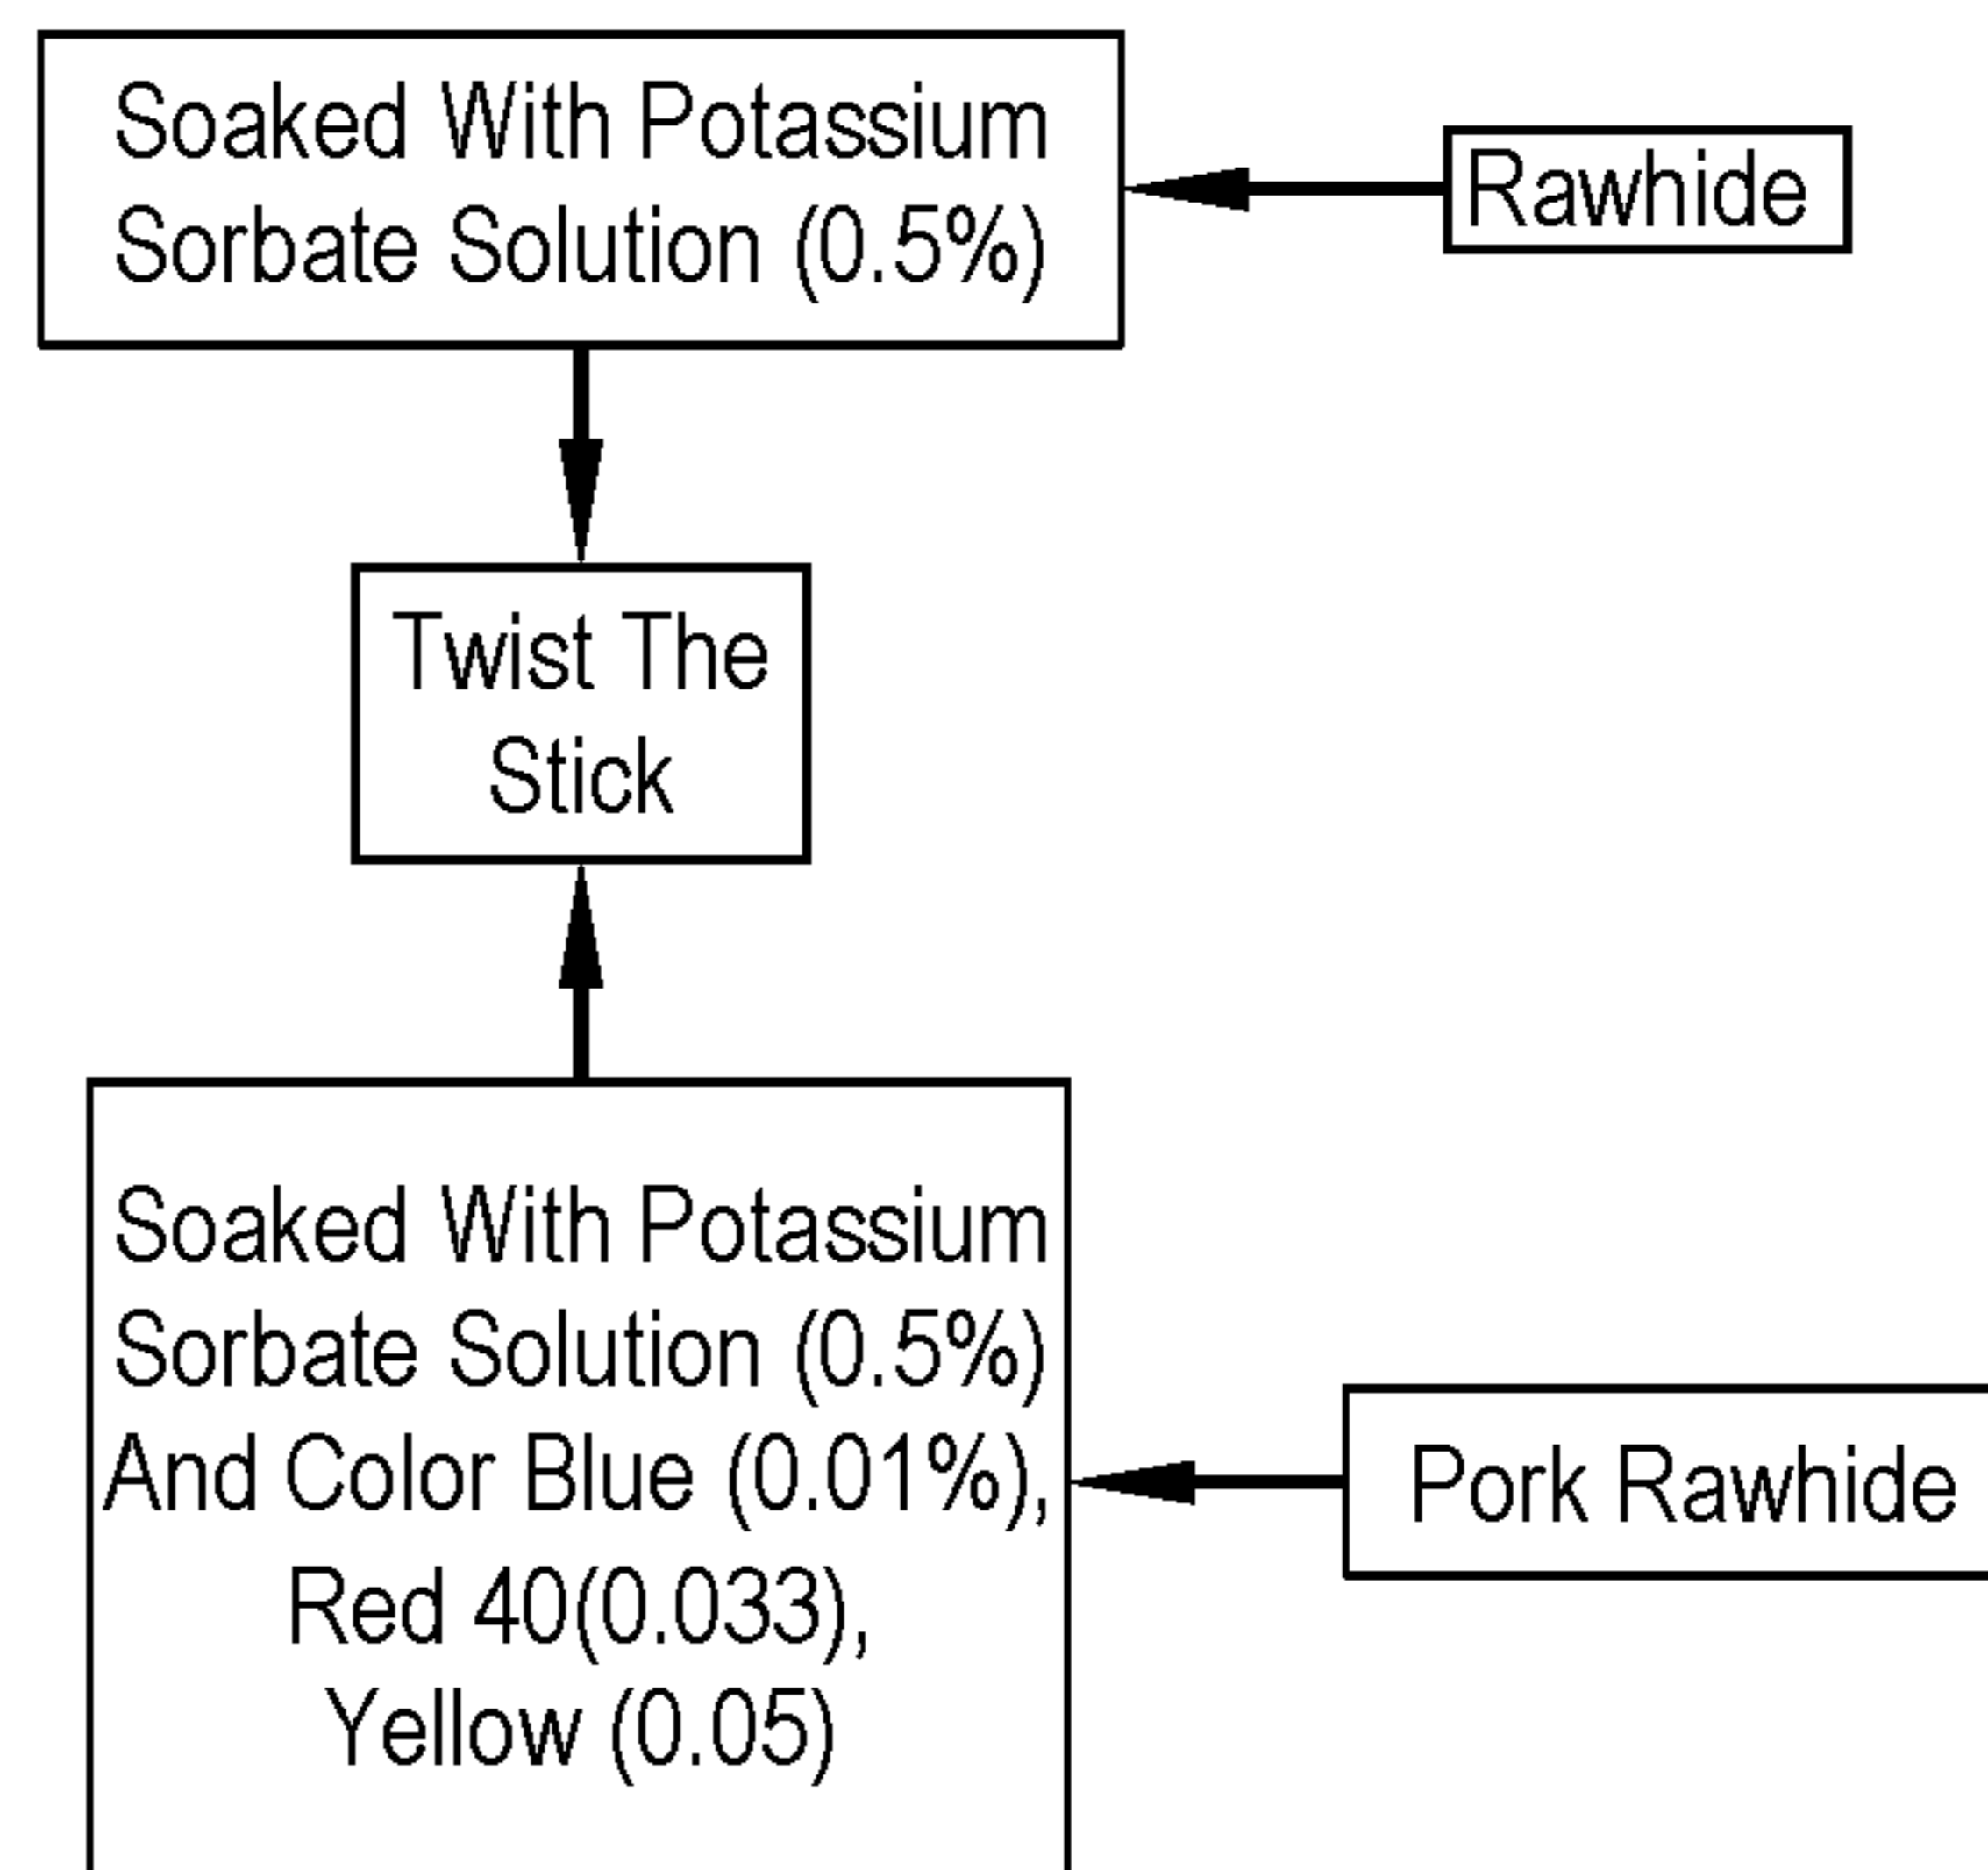 Soaked With Potassium
Sorbate Solution (0.5%)
Rawhide
Twist The
Stick
Soaked With Potassium
Sorbate Solution (0.5%)
And Color Blue (0.01%),
Red 40(0.033),
Yellow (0.05)
Pork Rawhide